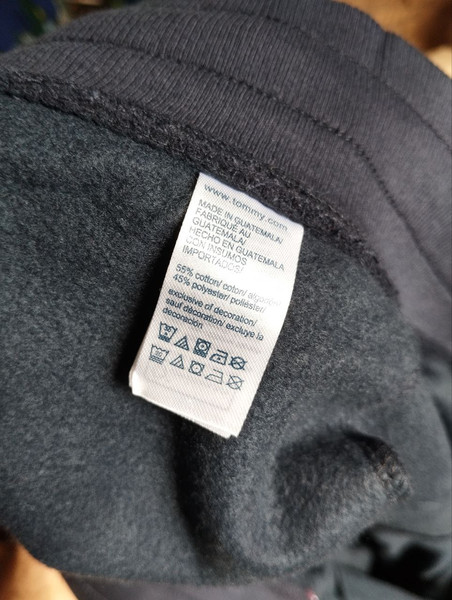 www.tommy.com
MADE IN GUATEMALA/
FABRIQUÉ AU
GUATEMALA/
HECHO EN GUATEMALA
CON INSUMOS
IMPORTADOS/
55% cotton/ coton/ algodón
45% polyester/ poliéster/
exclusive of decoration/
sauf décoration/ excluye la
decoración